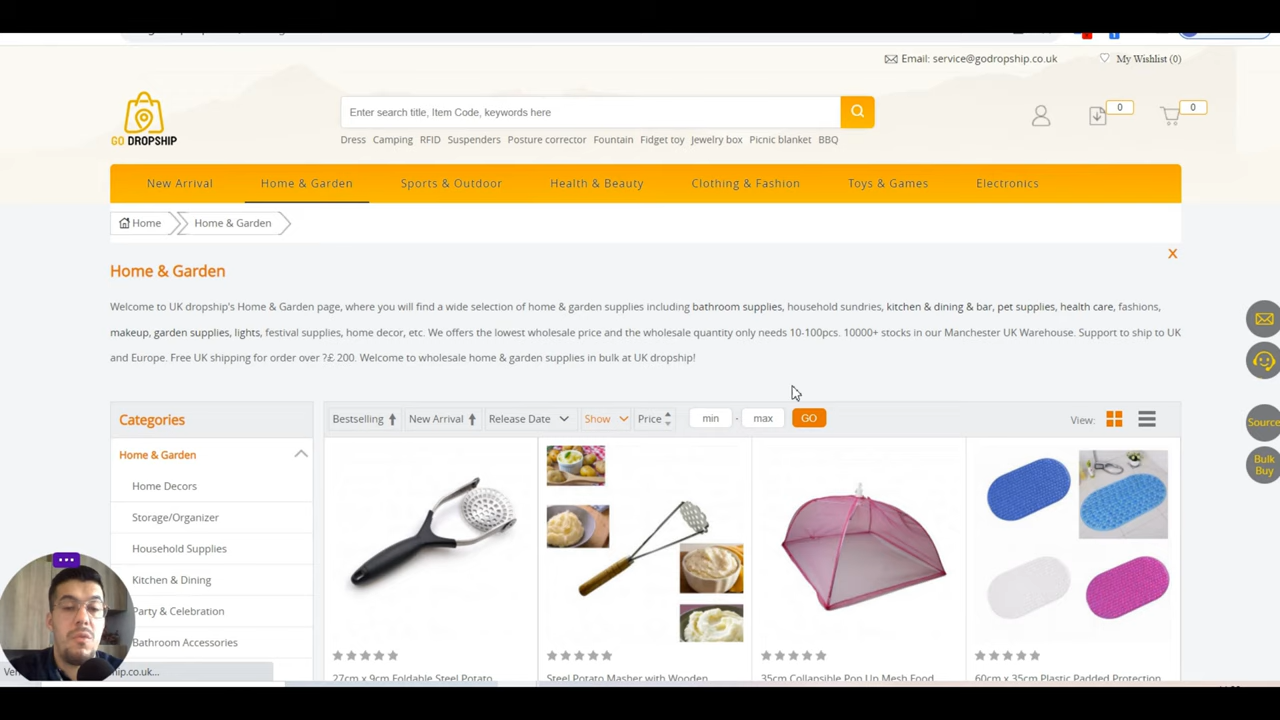 Email: service@godropship.co.uk
My Wishlist (0)
GO DROPSHIP
Enter search title, Item Code, keywords here
0
0
Dress Camping RFID Suspenders Posture corrector Fountain Fidget toy Jewelry box Picnic blanket BBQ
New Arrival Home & Garden Sports & Outdoor Health & Beauty Clothing & Fashion Toys & Games Electronics
Home Home & Garden
X
Home & Garden
Welcome to UK dropship's Home & Garden page, where you will find a wide selection of home & garden supplies including bathroom supplies, household sundries, kitchen & dining & bar, pet supplies, health care, fashions,
makeup, garden supplies, lights, festival supplies, home decor, etc. We offers the lowest wholesale price and the wholesale quantity only needs 10-100pcs. 10000+ stocks in our Manchester UK Warehouse. Support to ship to UK
and Europe. Free UK shipping for order over ?£ 200. Welcome to wholesale home & garden supplies in bulk at UK dropship!
Source
Bulk
Buy
Categories
Bestselling New Arrival Release Date Show Price min - max GO View:
Home & Garden
Home Decors
Storage/Organizer
Household Supplies
Kitchen & Dining
Party & Celebration
Bathroom Accessories
27cm x 9cm Foldable Steel Potato
Steel Potato Masher with Wooden
35cm Collapsible Pop Up Mesh Food
60cm x 35cm Plastic Padded Protection